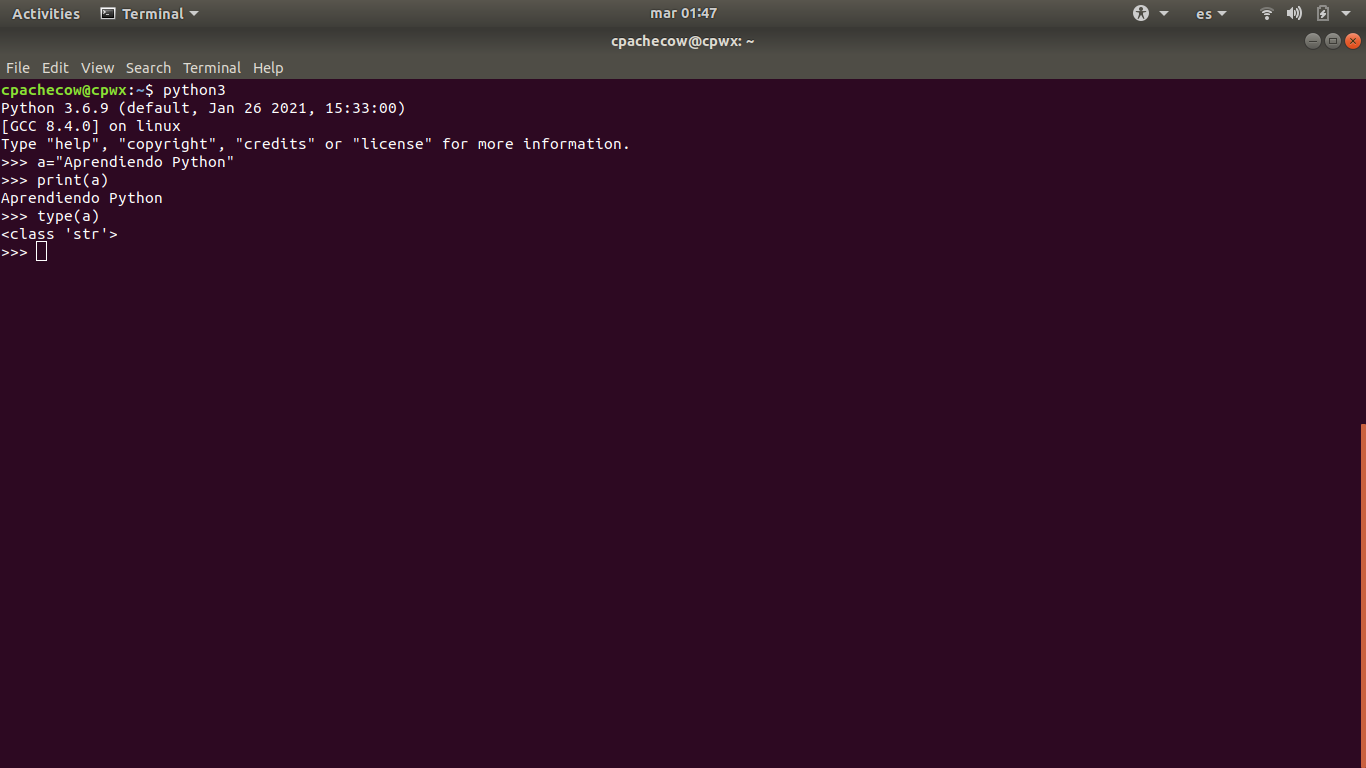 Activities Terminal mar 01:47 es
cpachecow@cpwx: ~
File Edit View Search Terminal Help
cpachecow@cpwx:~$ python3
Python 3.6.9 (default, Jan 26 2021, 15:33:00)
[GCC 8.4.0] on linux
Type "help", "copyright", "credits" or "license" for more information.
>>> a="Aprendiendo Python"
>>> print(a)
Aprendiendo Python
>>> type(a)
<class 'str'>
>>>